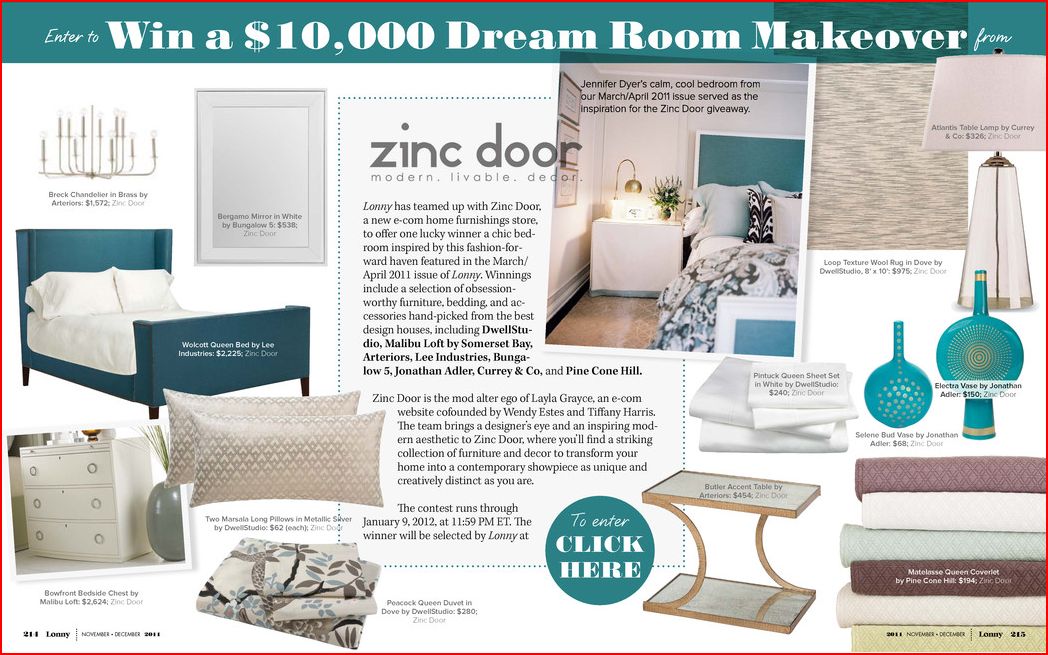 Enter to Win a $10,000 Dream Room Makeover from
Breck Chandelier in Brass by
Arteriors: $1,572; Zinc Door
Bergamo Mirror in White
by Bungalow 5: $538;
Zinc Door
Wolcott Queen Bed by Lee
Industries: $2,225; Zinc Door
Two Marsala Long Pillows in Metallic Silver
by DwellStudio: $62 (each); Zinc Door
Bowfront Bedside Chest by
Malibu Loft: $2,624; Zinc Door
Peacock Queen Duvet in
Dove by DwellStudio: $280;
Zinc Door
zinc door
modern. livable. decor.
Lonny has teamed up with Zinc Door,
a new e-com home furnishings store,
to offer one lucky winner a chic bed-
room inspired by this fashion-for-
ward haven featured in the March/
April 2011 issue of Lonny. Winnings
include a selection of obsession-
worthy furniture, bedding, and ac-
cessories hand-picked from the best
design houses, including DwellStu-
dio, Malibu Loft by Somerset Bay,
Arteriors, Lee Industries, Bunga-
low 5, Jonathan Adler, Currey & Co, and Pine Cone Hill.
Zinc Door is the mod alter ego of Layla Grayce, an e-com
website cofounded by Wendy Estes and Tiffany Harris.
The team brings a designer's eye and an inspiring mod-
ern aesthetic to Zinc Door, where you'll find a striking
collection of furniture and decor to transform your
home into a contemporary showpiece as unique and
creatively distinct as you are.
The contest runs through
January 9, 2012, at 11:59 PM ET. The
winner will be selected by Lonny at
To enter
CLICK
HERE
Jennifer Dyer's calm, cool bedroom from
our March/April 2011 issue served as the
inspiration for the Zinc Door giveaway.
Atlantis Table Lamp by Currey
& Co: $326; Zinc Door
Loop Texture Wool Rug in Dove by
DwellStudio, 8' x 10': $975; Zinc Door
Pintuck Queen Sheet Set
in White by DwellStudio:
$240; Zinc Door
Electra Vase by Jonathan
Adler: $150; Zinc Door
Selene Bud Vase by Jonathan
Adler: $68; Zinc Door
Butler Accent Table by
Arteriors: $454; Zinc Door
Matelasse Queen Coverlet
by Pine Cone Hill: $194; Zinc Door
214 Lonny NOVEMBER • DECEMBER 2011
2011 NOVEMBER • DECEMBER Lonny 215